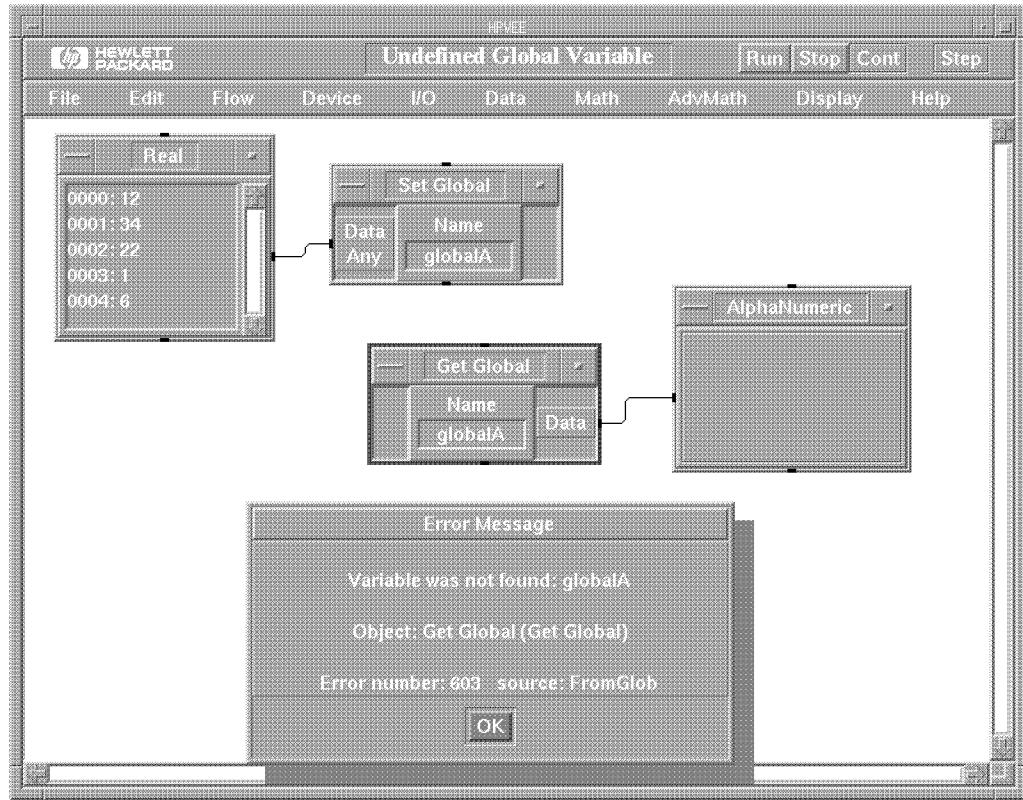 HPVEE
hp HEWLETT PACKARD
Undefined Global Variable
Run Stop Cont Step
File Edit Flow Device I/O Data Math AdvMath Display Help
Real
0000: 12
0001: 34
0002: 22
0003: 1
0004: 6
Set Global
Data Any
Name
globalA
AlphaNumeric
Get Global
Name
globalA
Data
Error Message
Variable was not found: globalA
Object: Get Global (Get Global)
Error number: 603 source: FromGlob
OK